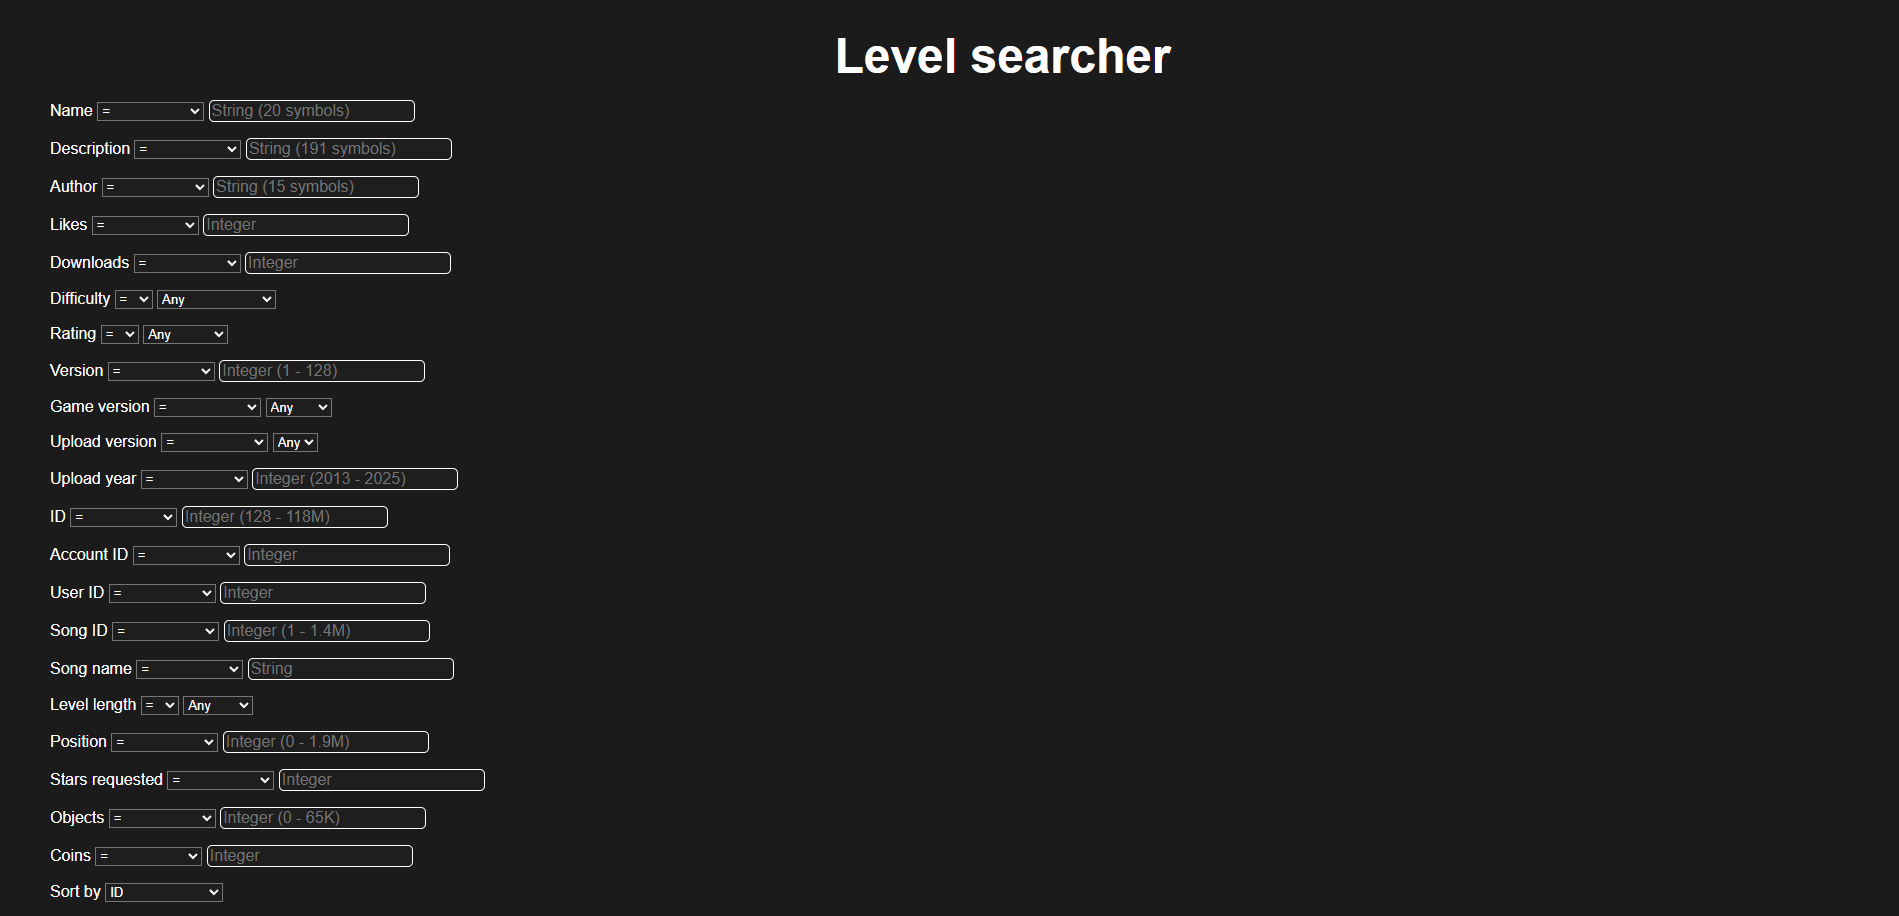 Level searcher
Name = String (20 symbols)
Description = String (191 symbols)
Author = String (15 symbols)
Likes = Integer
Downloads = Integer
Difficulty = Any
Rating = Any
Version = Integer (1 - 128)
Game version = Any
Upload version = Any
Upload year = Integer (2013 - 2025)
ID = Integer (128 - 118M)
Account ID = Integer
User ID = Integer
Song ID = Integer (1 - 1.4M)
Song name = String
Level length = Any
Position = Integer (0 - 1.9M)
Stars requested = Integer
Objects = Integer (0 - 65K)
Coins = Integer
Sort by ID